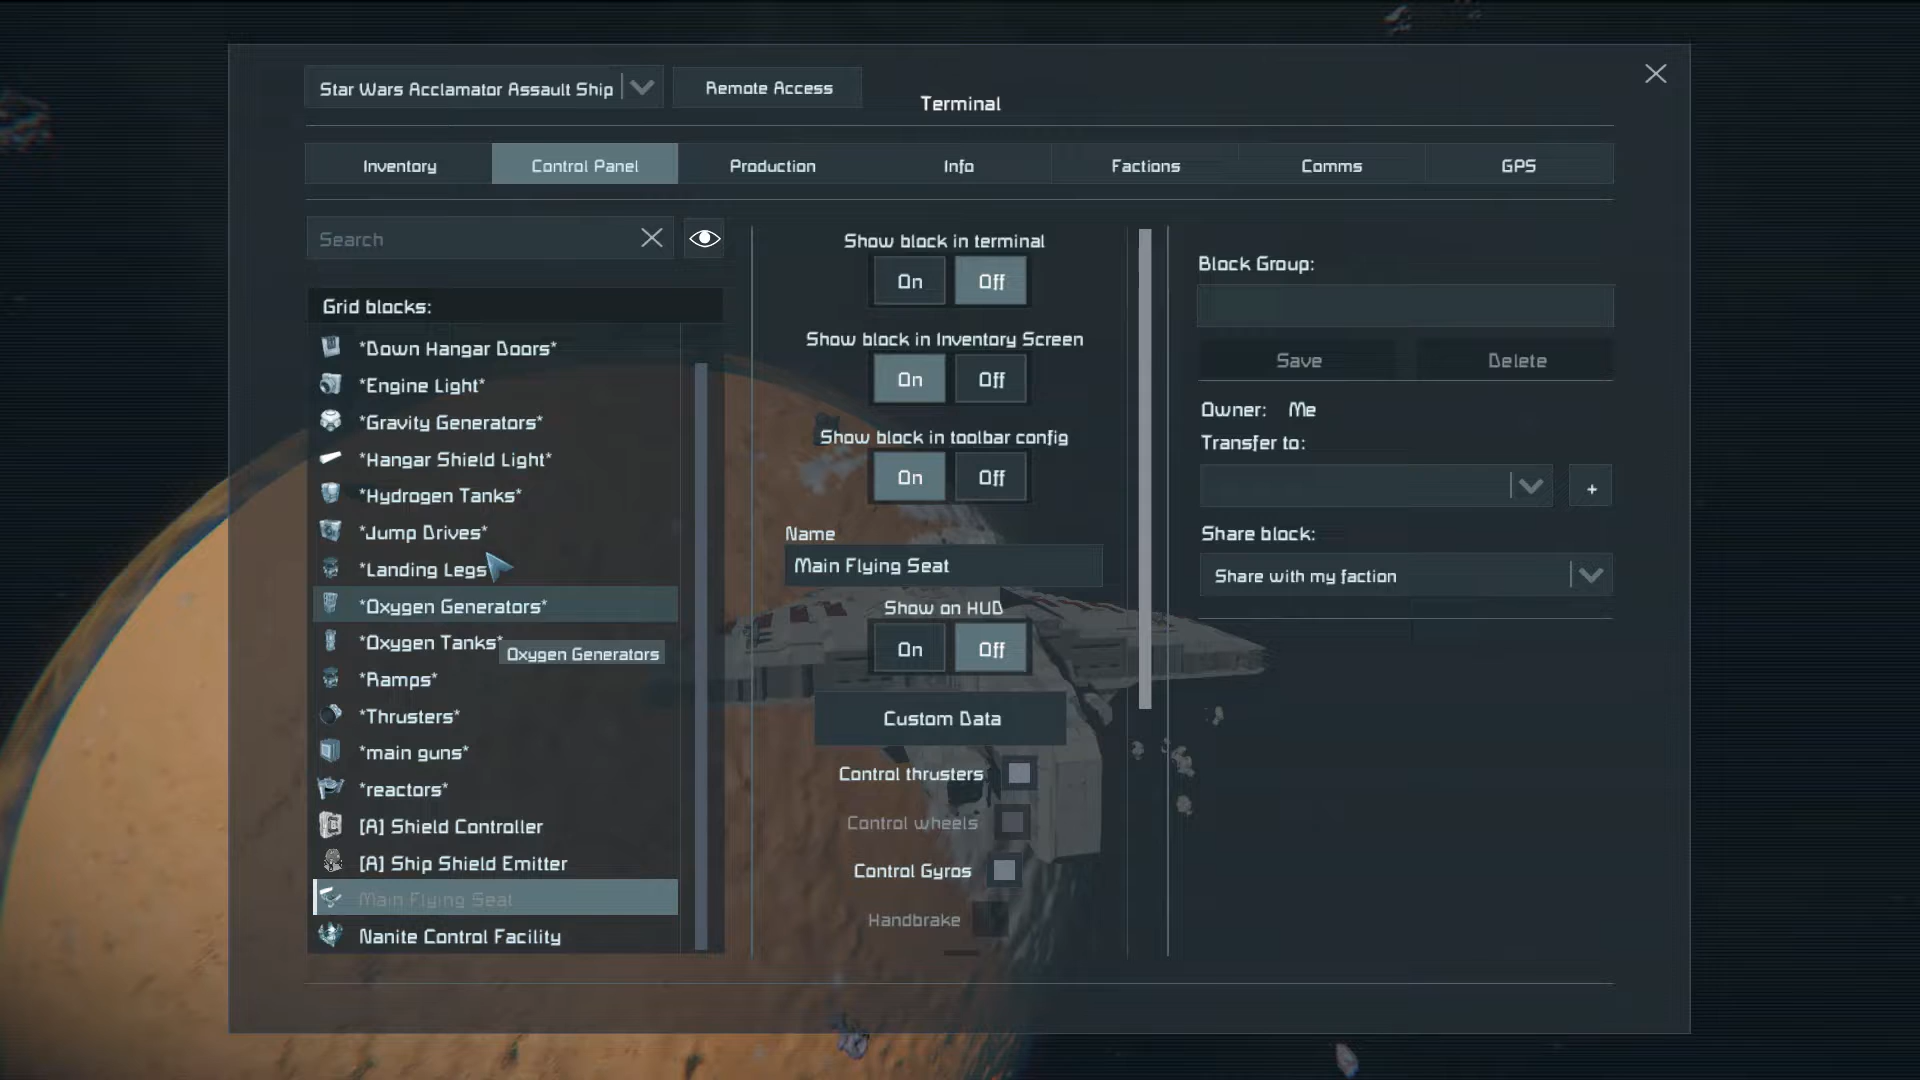 Star Wars Acclamator Assault Ship
Remote Access
Terminal
Inventory
Control Panel
Production
Info
Factions
Comms
GPS
Search
Grid blocks:
*Down Hangar Doors*
*Engine Light*
*Gravity Generators*
*Hangar Shield Light*
*Hydrogen Tanks*
*Jump Drives*
*Landing Legs
*Oxygen Generators*
*Oxygen Tanks*
Oxygen Generators
*Ramps*
*Thrusters*
*main guns*
*reactors*
[A] Shield Controller
[A] Ship Shield Emitter
Main Flying Seat
Nanite Control Facility
Show block in terminal
On Off
Show block in Inventory Screen
On Off
Show block in toolbar config
On Off
Name
Main Flying Seat
Show on HUD
On Off
Custom Data
Control thrusters
Control wheels
Control Gyros
Handbrake
Block Group:
Save
Delete
Owner: Me
Transfer to:
+
Share block:
Share with my faction